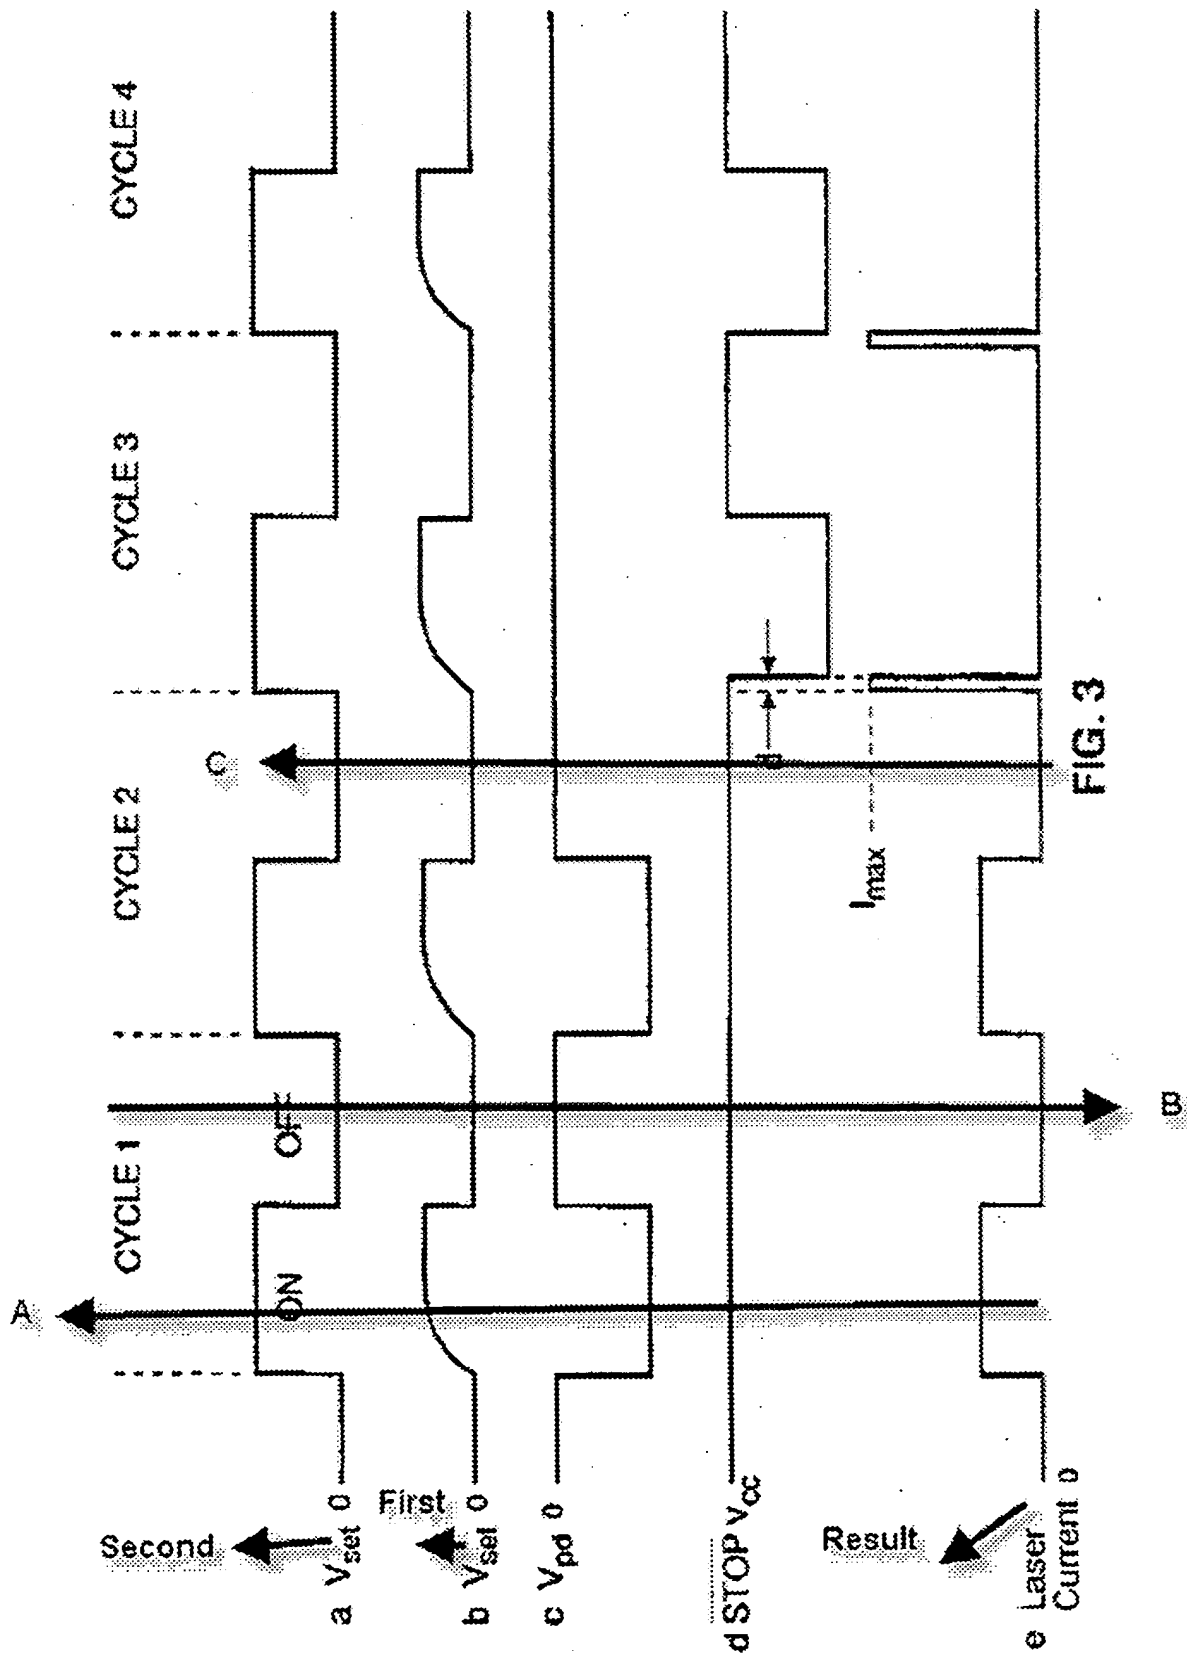 CYCLE 1
CYCLE 2
CYCLE 3
CYCLE 4
A
B
C
ON
OFF
Second
First
Result
a Vset 0
b Vset 0
c Vpd 0
d STOP Vcc
e Laser
Current 0
Imax
FIG. 3